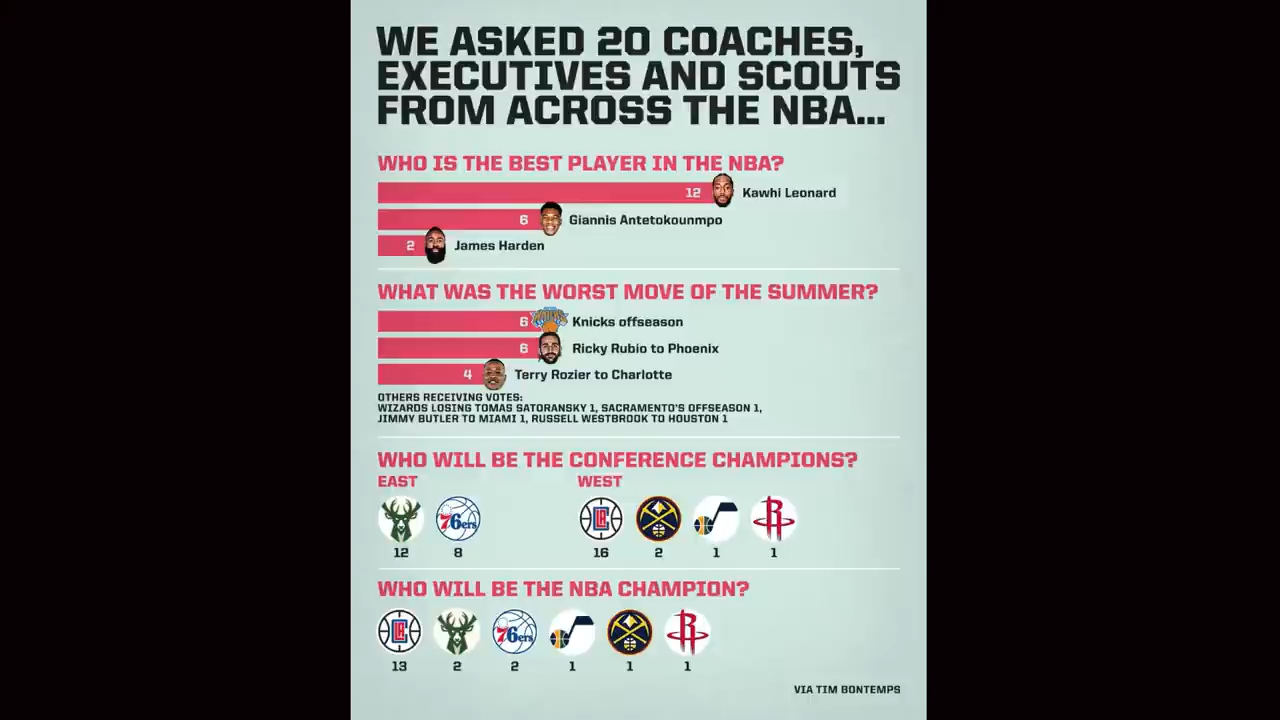 WE ASKED 20 COACHES,
EXECUTIVES AND SCOUTS
FROM ACROSS THE NBA...
WHO IS THE BEST PLAYER IN THE NBA?
12 Kawhi Leonard
6 Giannis Antetokounmpo
2 James Harden
WHAT WAS THE WORST MOVE OF THE SUMMER?
6 Knicks offseason
6 Ricky Rubio to Phoenix
4 Terry Rozier to Charlotte
OTHERS RECEIVING VOTES:
WIZARDS LOSING TOMAS SATORANSKY 1, SACRAMENTO'S OFFSEASON 1,
JIMMY BUTLER TO MIAMI 1, RUSSELL WESTBROOK TO HOUSTON 1
WHO WILL BE THE CONFERENCE CHAMPIONS?
EAST WEST
76ers LA R
12 8 16 2 1 1
WHO WILL BE THE NBA CHAMPION?
LA 76ers R
13 2 2 1 1 1
VIA TIM BONTEMPS